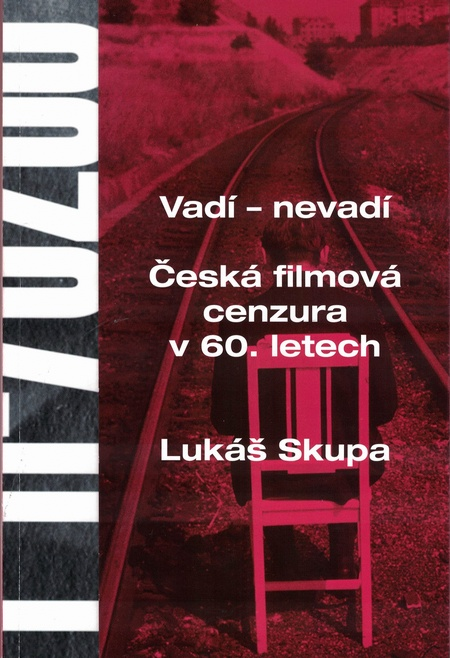 Vadí – nevadí
Česká filmová
cenzura
v 60. letech
Lukáš Skupa